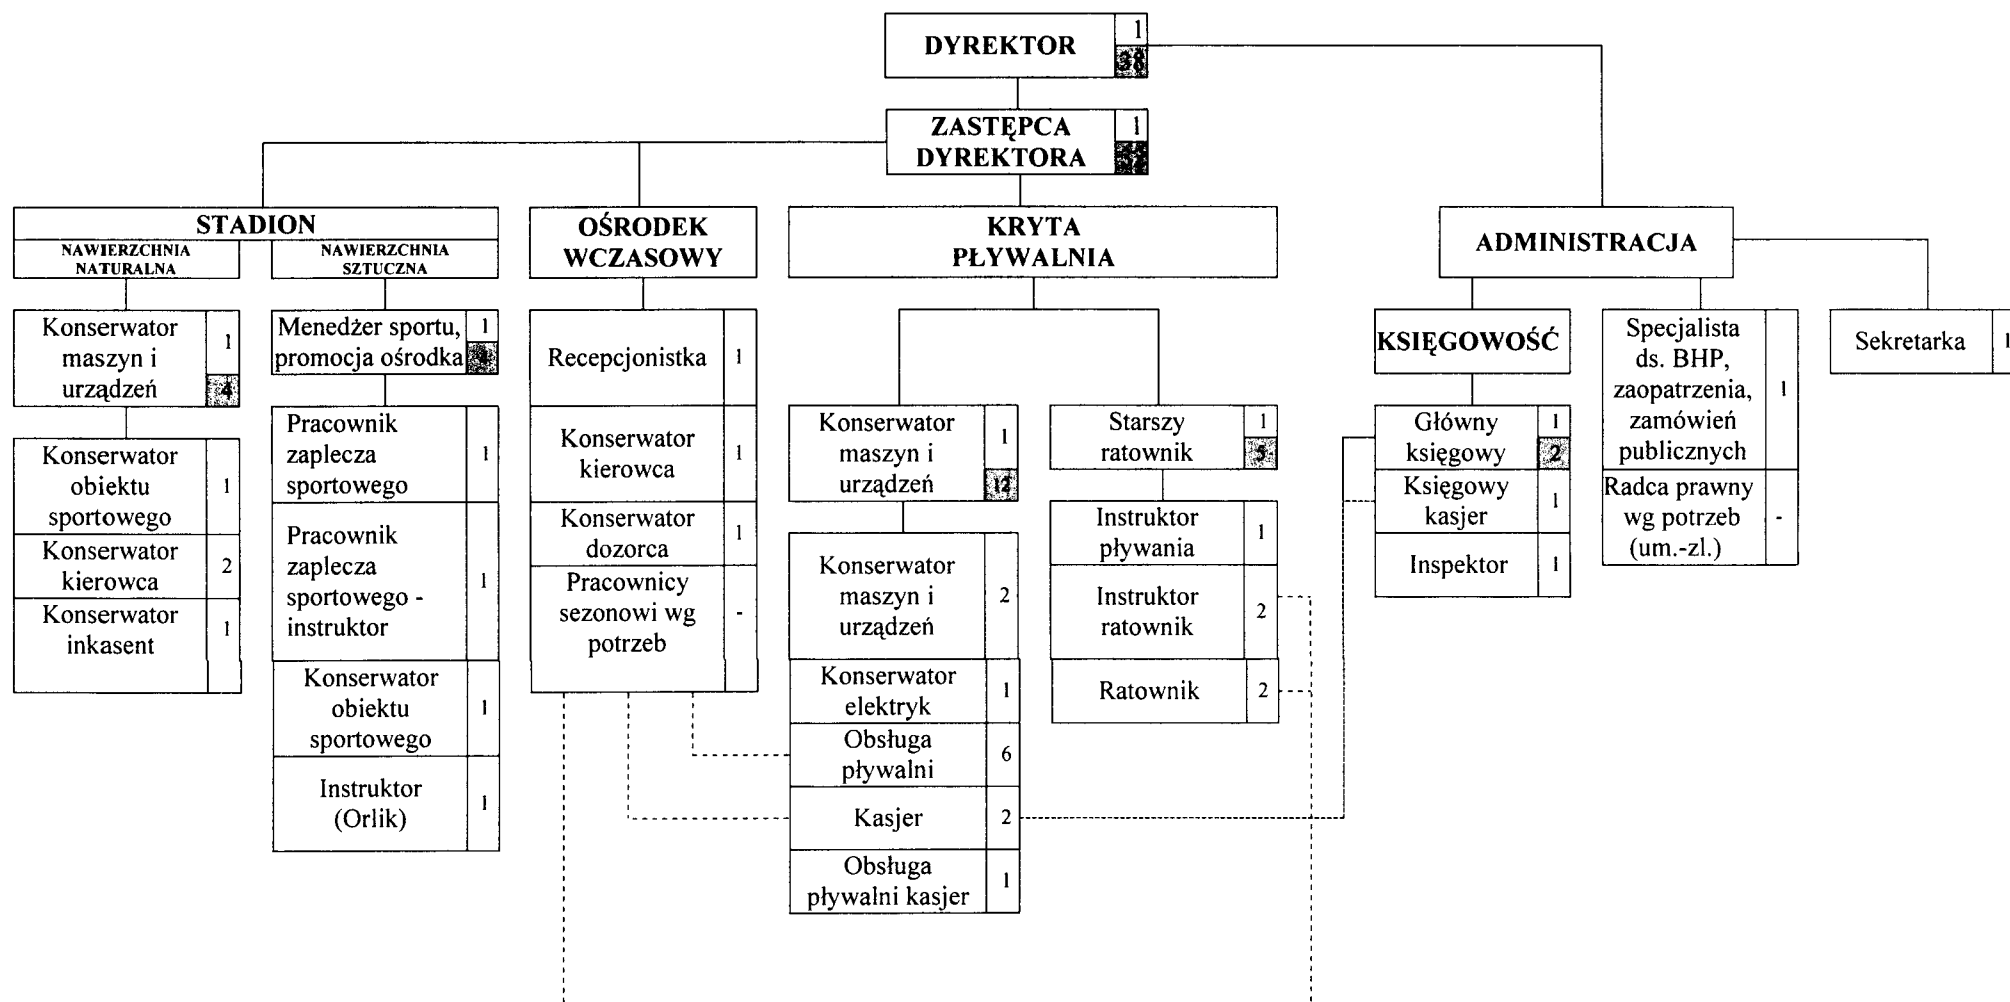 DYREKTOR
1
38
ZASTĘPCA
DYREKTORA
1
STADION
NAWIERZCHNIA
NATURALNA
NAWIERZCHNIA
SZTUCZNA
OŚRODEK
WCZASOWY
KRYTA
PŁYWALNIA
ADMINISTRACJA
Konserwator
maszyn i
urządzeń
1
4
Konserwator
obiektu
sportowego
1
Konserwator
kierowca
2
Konserwator
inkasent
1
Menedżer sportu,
promocja ośrodka
1
Pracownik
zaplecza
sportowego
1
Pracownik
zaplecza
sportowego -
instruktor
1
Konserwator
obiektu
sportowego
1
Instruktor
(Orlik)
1
Recepcjonistka
1
Konserwator
kierowca
1
Konserwator
dozorca
1
Pracownicy
sezonowi wg
potrzeb
-
Konserwator
maszyn i
urządzeń
1
12
Konserwator
maszyn i
urządzeń
2
Konserwator
elektryk
1
Obsługa
pływalni
6
Kasjer
2
Obsługa
pływalni kasjer
1
Starszy
ratownik
1
5
Instruktor
pływania
1
Instruktor
ratownik
2
Ratownik
2
KSIĘGOWOŚĆ
Główny
księgowy
1
2
Księgowy
kasjer
1
Inspektor
1
Specjalista
ds. BHP,
zaopatrzenia,
zamówień
publicznych
1
Radca prawny
wg potrzeb
(um.-zl.)
-
Sekretarka
1